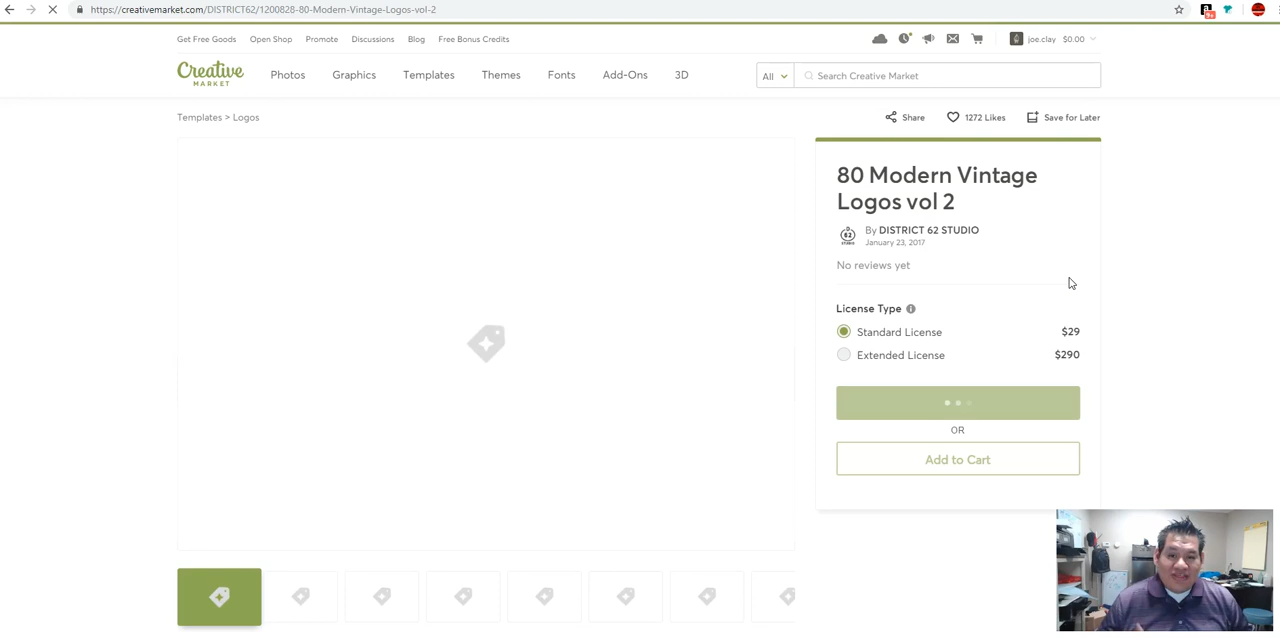 https://creativemarket.com/DISTRICT62/1200828-80-Modern-Vintage-Logos-vol-2
9+
Get Free Goods Open Shop Promote Discussions Blog Free Bonus Credits
joe.clay $0.00
Creative
MARKET
Photos Graphics Templates Themes Fonts Add-Ons 3D
All Search Creative Market
Templates > Logos
Share 1272 Likes Save for Later
80 Modern Vintage
Logos vol 2
62
By DISTRICT 62 STUDIO
January 23, 2017
No reviews yet
License Type
Standard License $29
Extended License $290
OR
Add to Cart